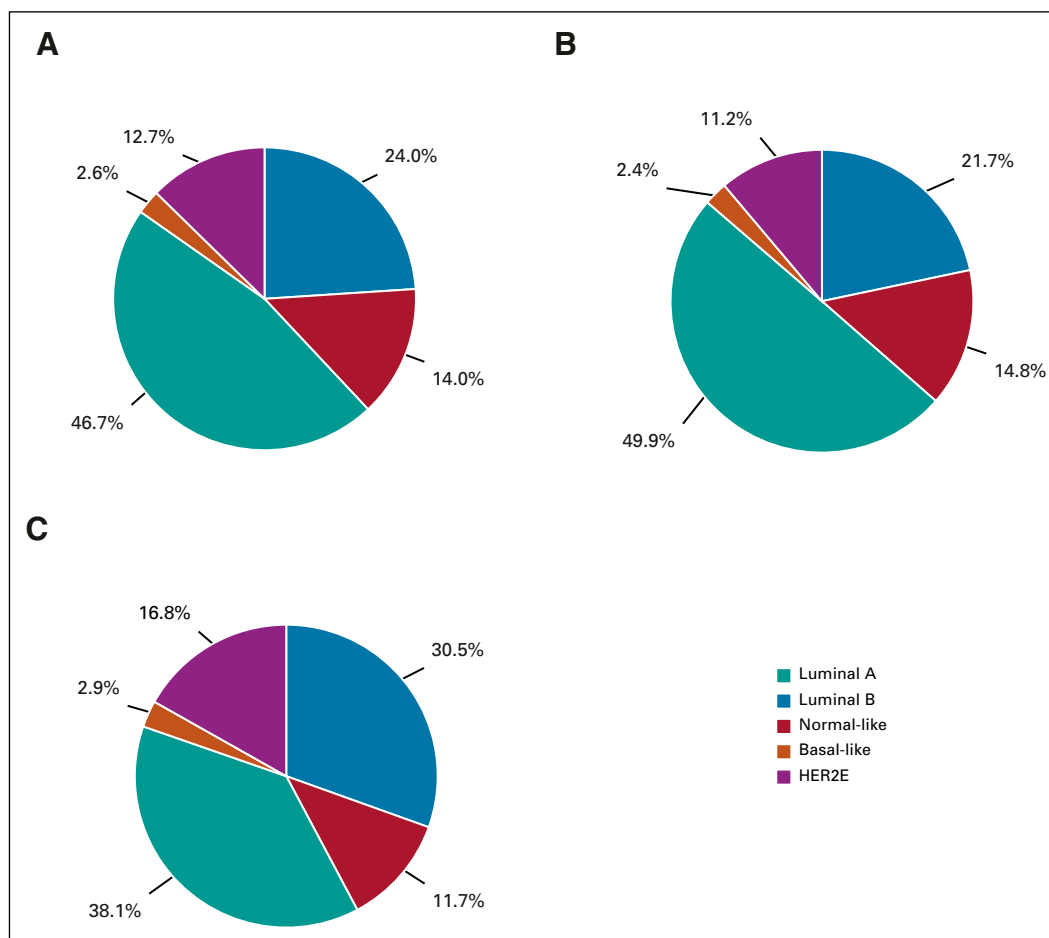 A
12.7%
24.0%
2.6%
14.0%
46.7%
B
11.2%
21.7%
2.4%
14.8%
49.9%
C
16.8%
30.5%
2.9%
11.7%
38.1%
Luminal A
Luminal B
Normal-like
Basal-like
HER2E